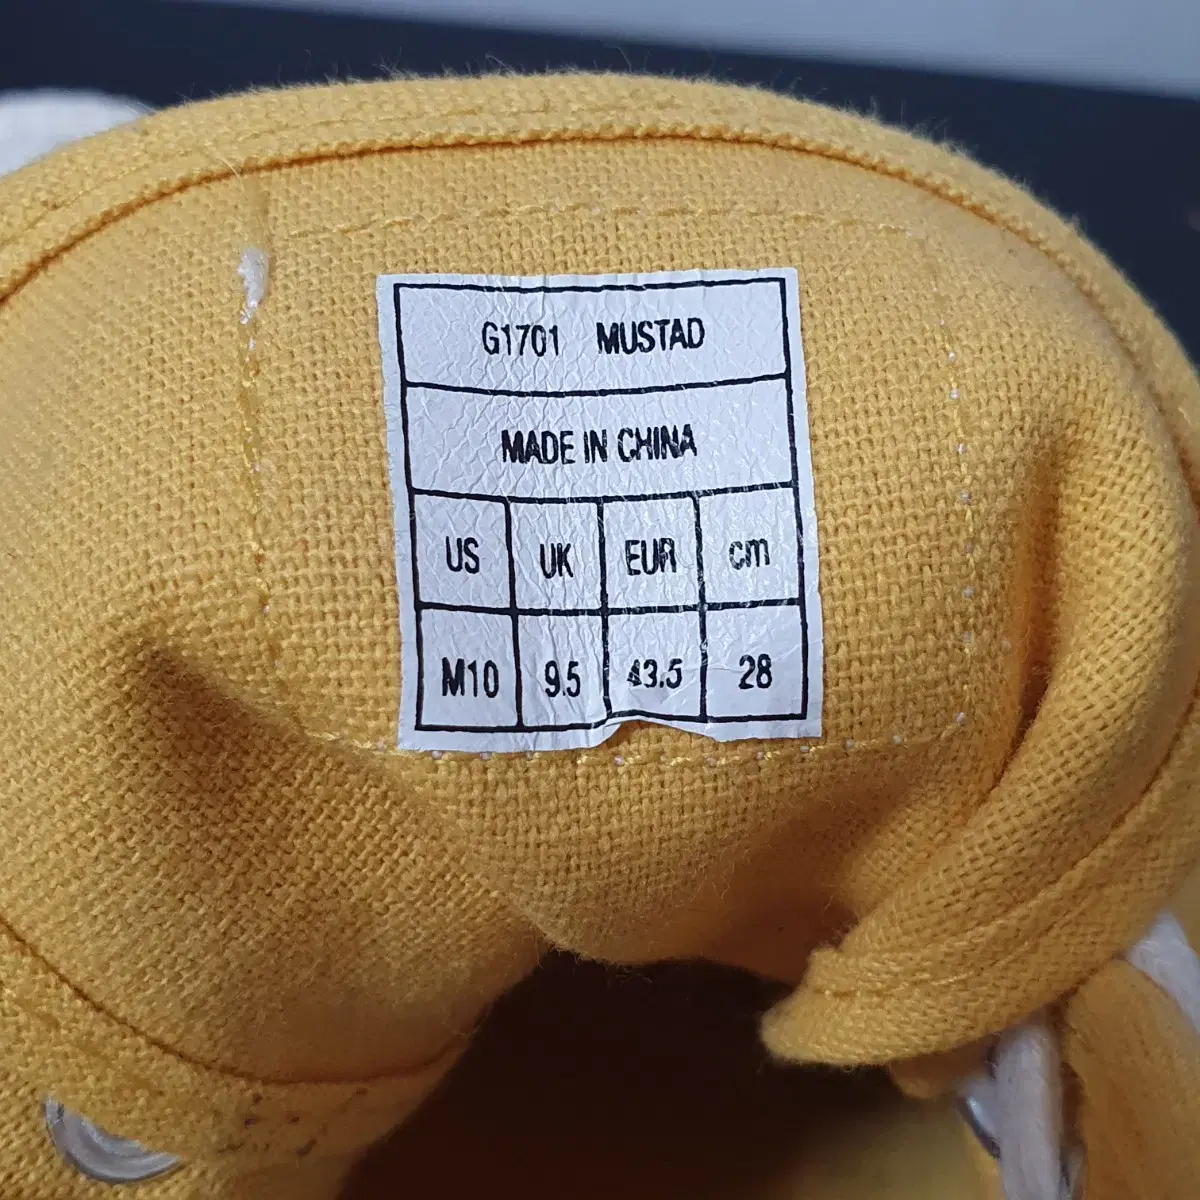 G1701 MUSTAD
MADE IN CHINA
US UK EUR cm
M10 9.5 43.5 28